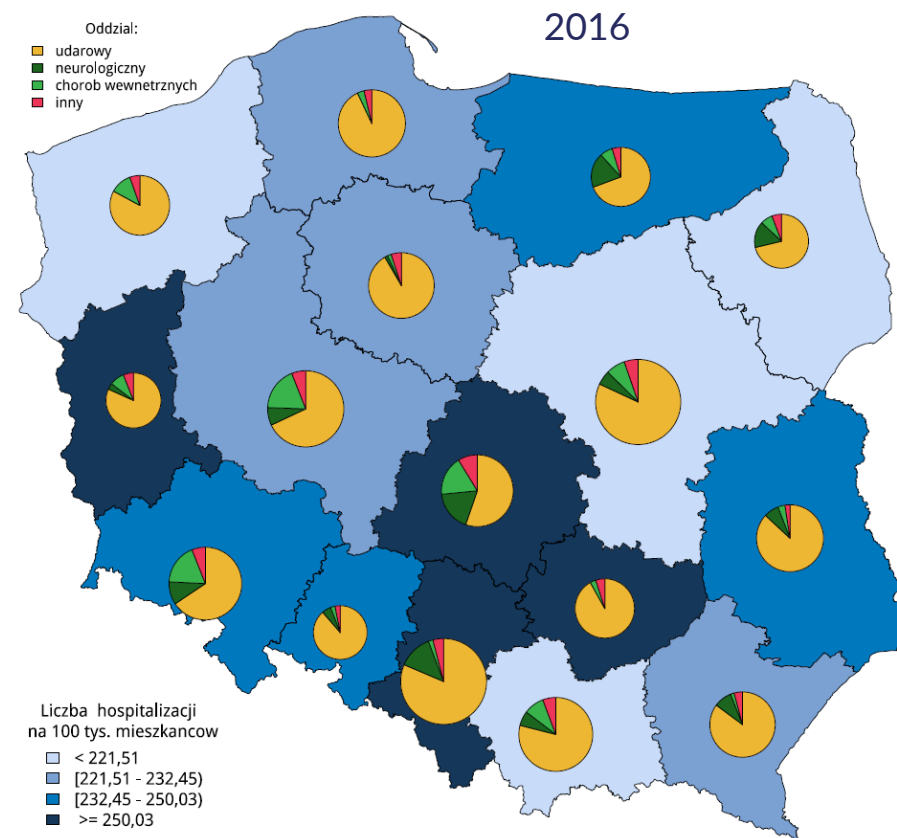 2016
Oddzial:
udarowy
neurologiczny
chorob wewnetrznych
inny
Liczba hospitalizacji
na 100 tys. mieszkancow
< 221,51
[221,51 - 232,45)
[232,45 - 250,03)
>= 250,03